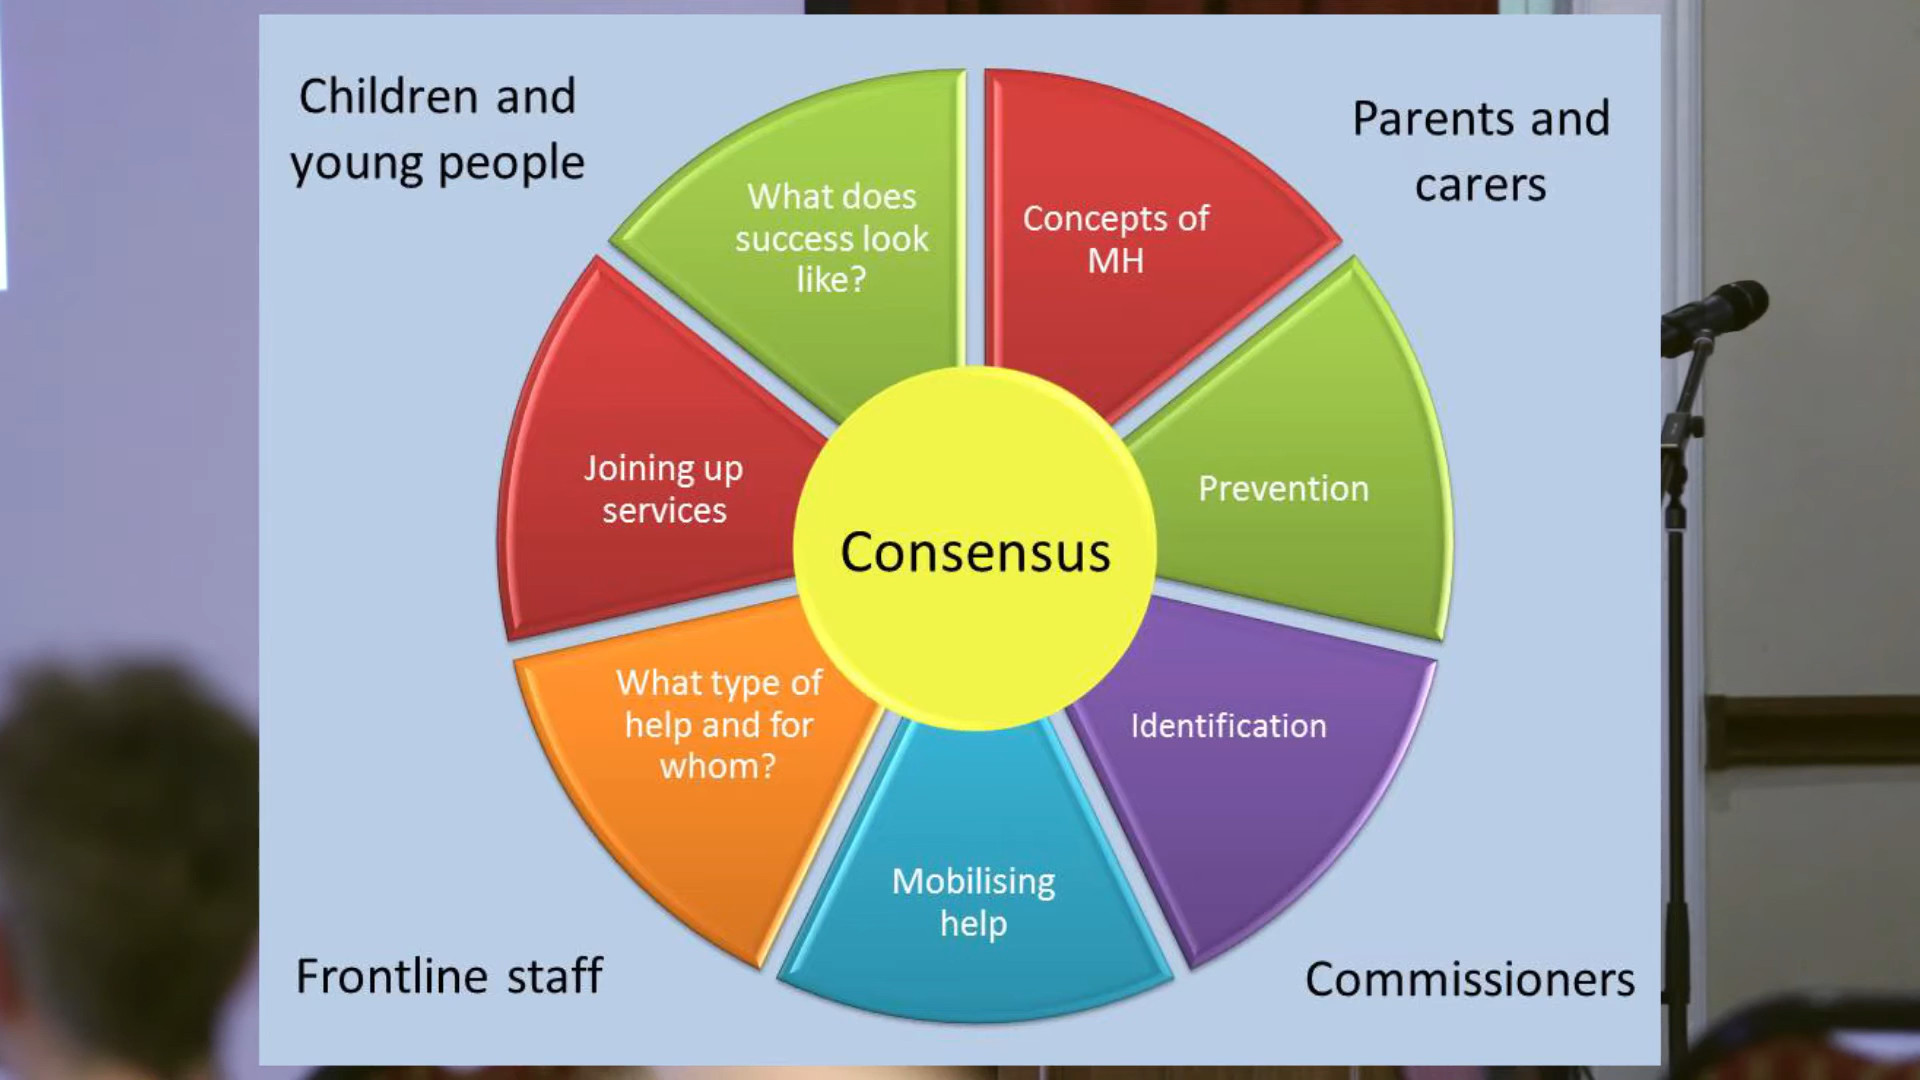 Children and
young people
Parents and
carers
What does
success look
like?
Concepts of
MH
Joining up
services
Prevention
Consensus
What type of
help and for
whom?
Identification
Mobilising
help
Frontline staff
Commissioners